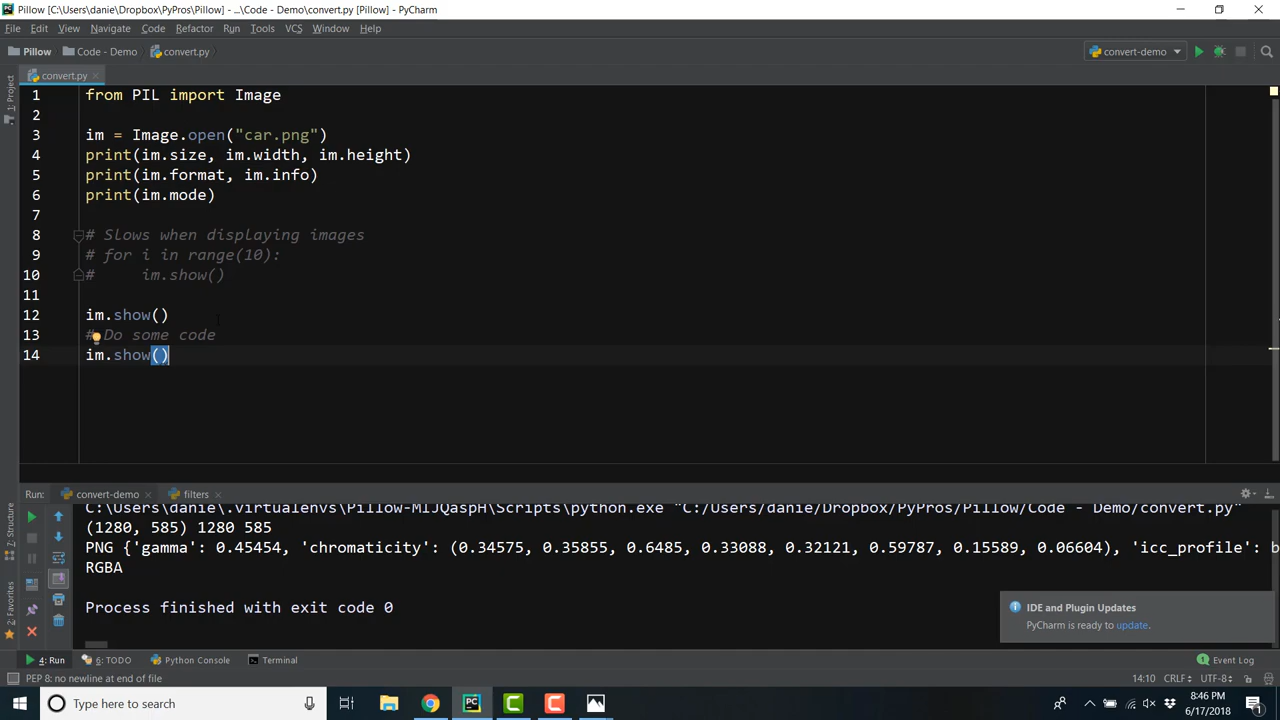 Pillow [C:\Users\danie\Dropbox\PyPros\Pillow] - ...\Code - Demo\convert.py [Pillow] - PyCharm
File Edit View Navigate Code Refactor Run Tools VCS Window Help
Pillow Code - Demo convert.py convert-demo
1: Project
convert.py
1 from PIL import Image
2
3 im = Image.open("car.png")
4 print(im.size, im.width, im.height)
5 print(im.format, im.info)
6 print(im.mode)
7
8 # Slows when displaying images
9 # for i in range(10):
10 #     im.show()
11
12 im.show()
13 # Do some code
14 im.show()
Run: convert-demo filters
C:\Users\danie\.virtualenvs\Pillow-MIJQaspH\Scripts\python.exe "C:/Users/danie/Dropbox/PyPros/Pillow/Code - Demo/convert.py"
(1280, 585) 1280 585
PNG {'gamma': 0.45454, 'chromaticity': (0.34575, 0.35855, 0.6485, 0.33088, 0.32121, 0.59787, 0.15589, 0.06604), 'icc_profile': b
RGBA
Process finished with exit code 0
7: Structure
2: Favorites
IDE and Plugin Updates
PyCharm is ready to update.
4: Run 6: TODO Python Console Terminal Event Log
PEP 8: no newline at end of file 14:10 CRLF÷ UTF-8÷
PC C C
Type here to search
8:46 PM
6/17/2018
1